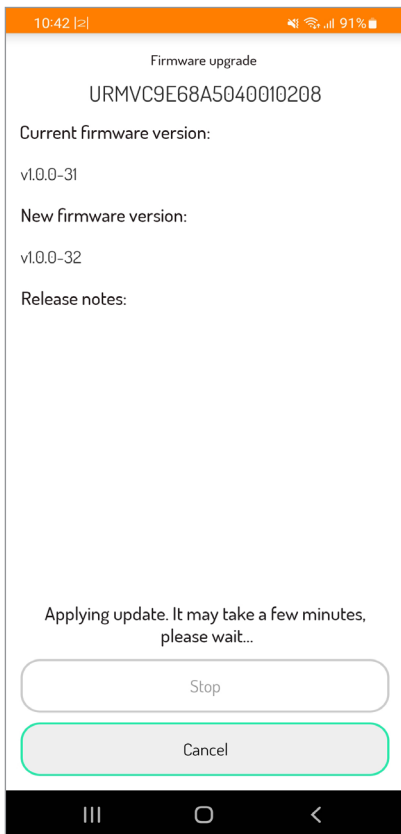 10:42 91%
Firmware upgrade
URMVC9E68A5040010208
Current firmware version:
v1.0.0-31
New firmware version:
v1.0.0-32
Release notes:
Applying update. It may take a few minutes,
please wait...
Stop
Cancel